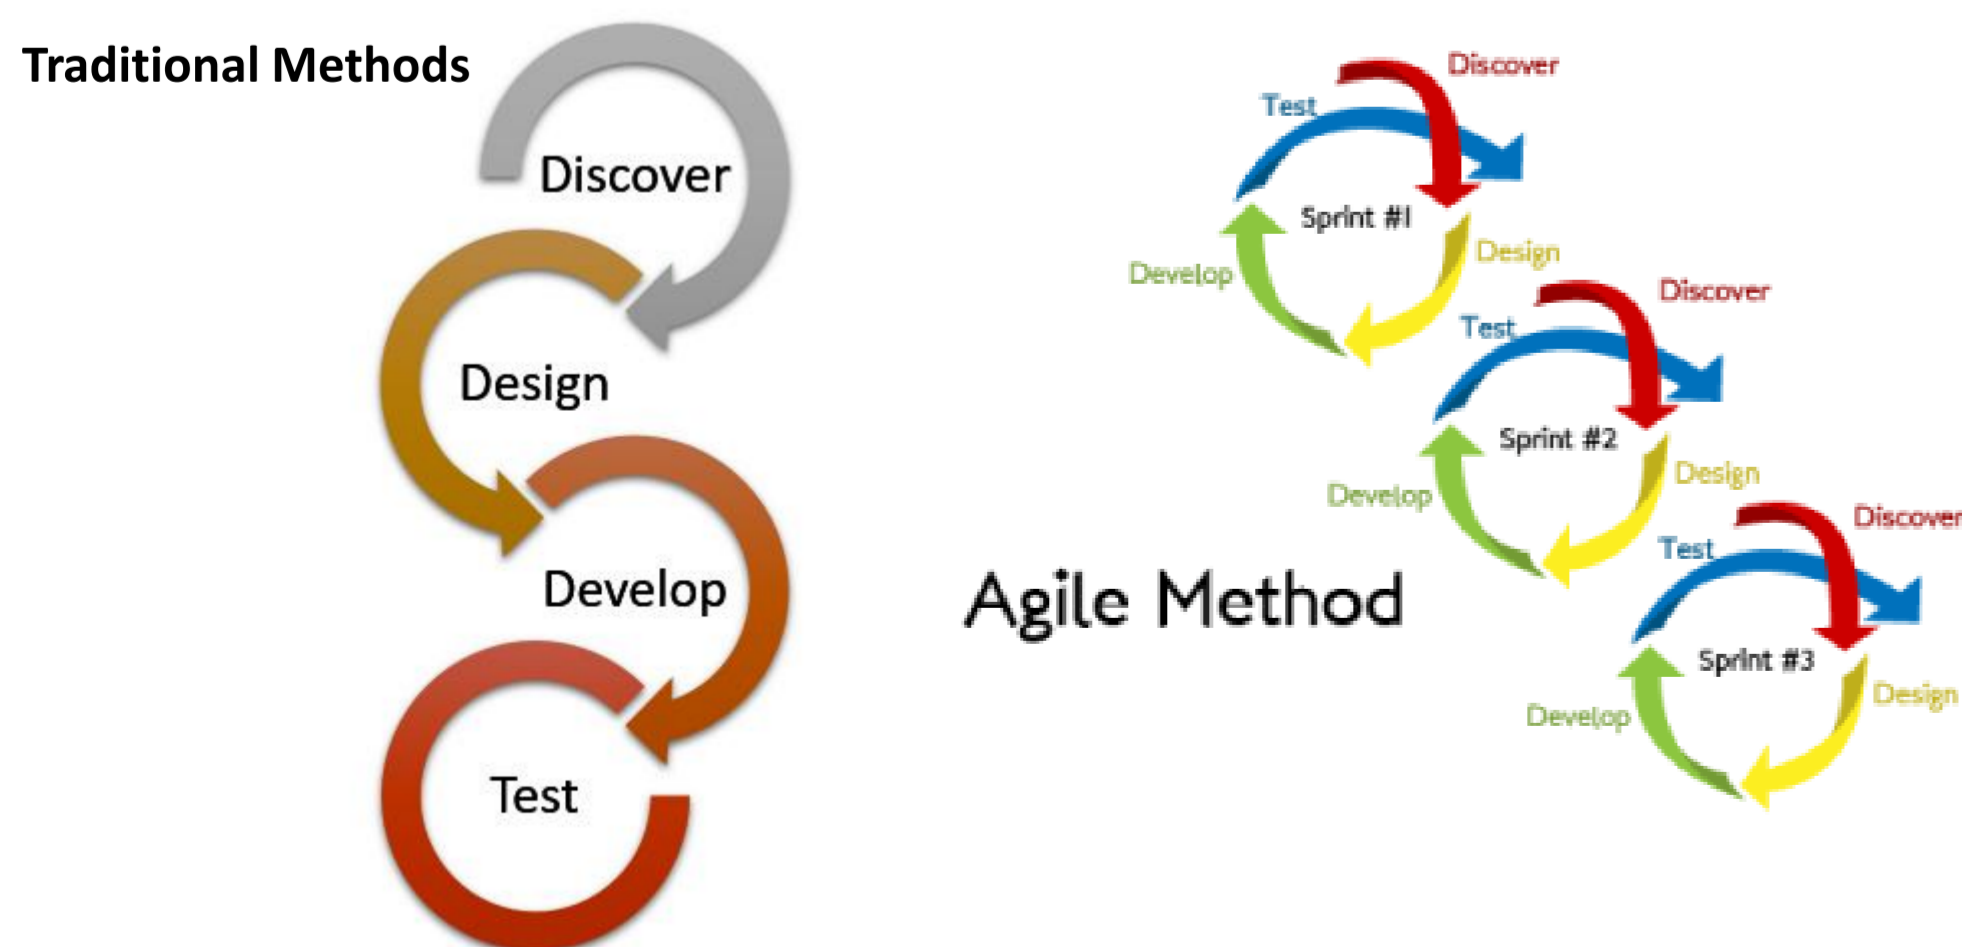 Traditional Methods
Discover
Design
Develop
Test
Agile Method
Discover
Test
Sprint #1
Design
Develop
Discover
Test
Sprint #2
Design
Develop
Discover
Test
Sprint #3
Design
Develop